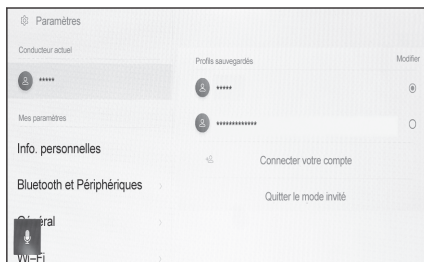 Paramètres
Conducteur actuel
*****
Mes paramètres
Info. personnelles
Bluetooth et Périphériques
Général
Wi-Fi
Profils sauvegardés
Modifier
*****
*************
Connecter votre compte
Quitter le mode invité